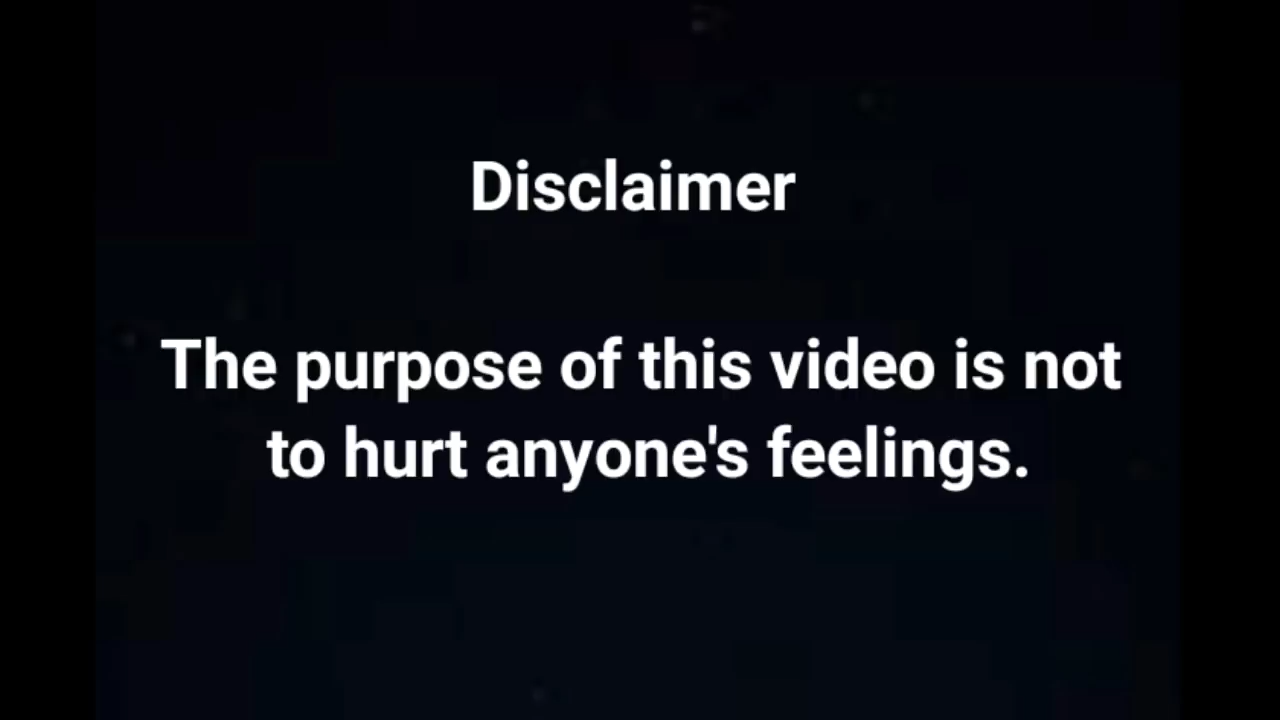 Disclaimer
The purpose of this video is not
to hurt anyone's feelings.